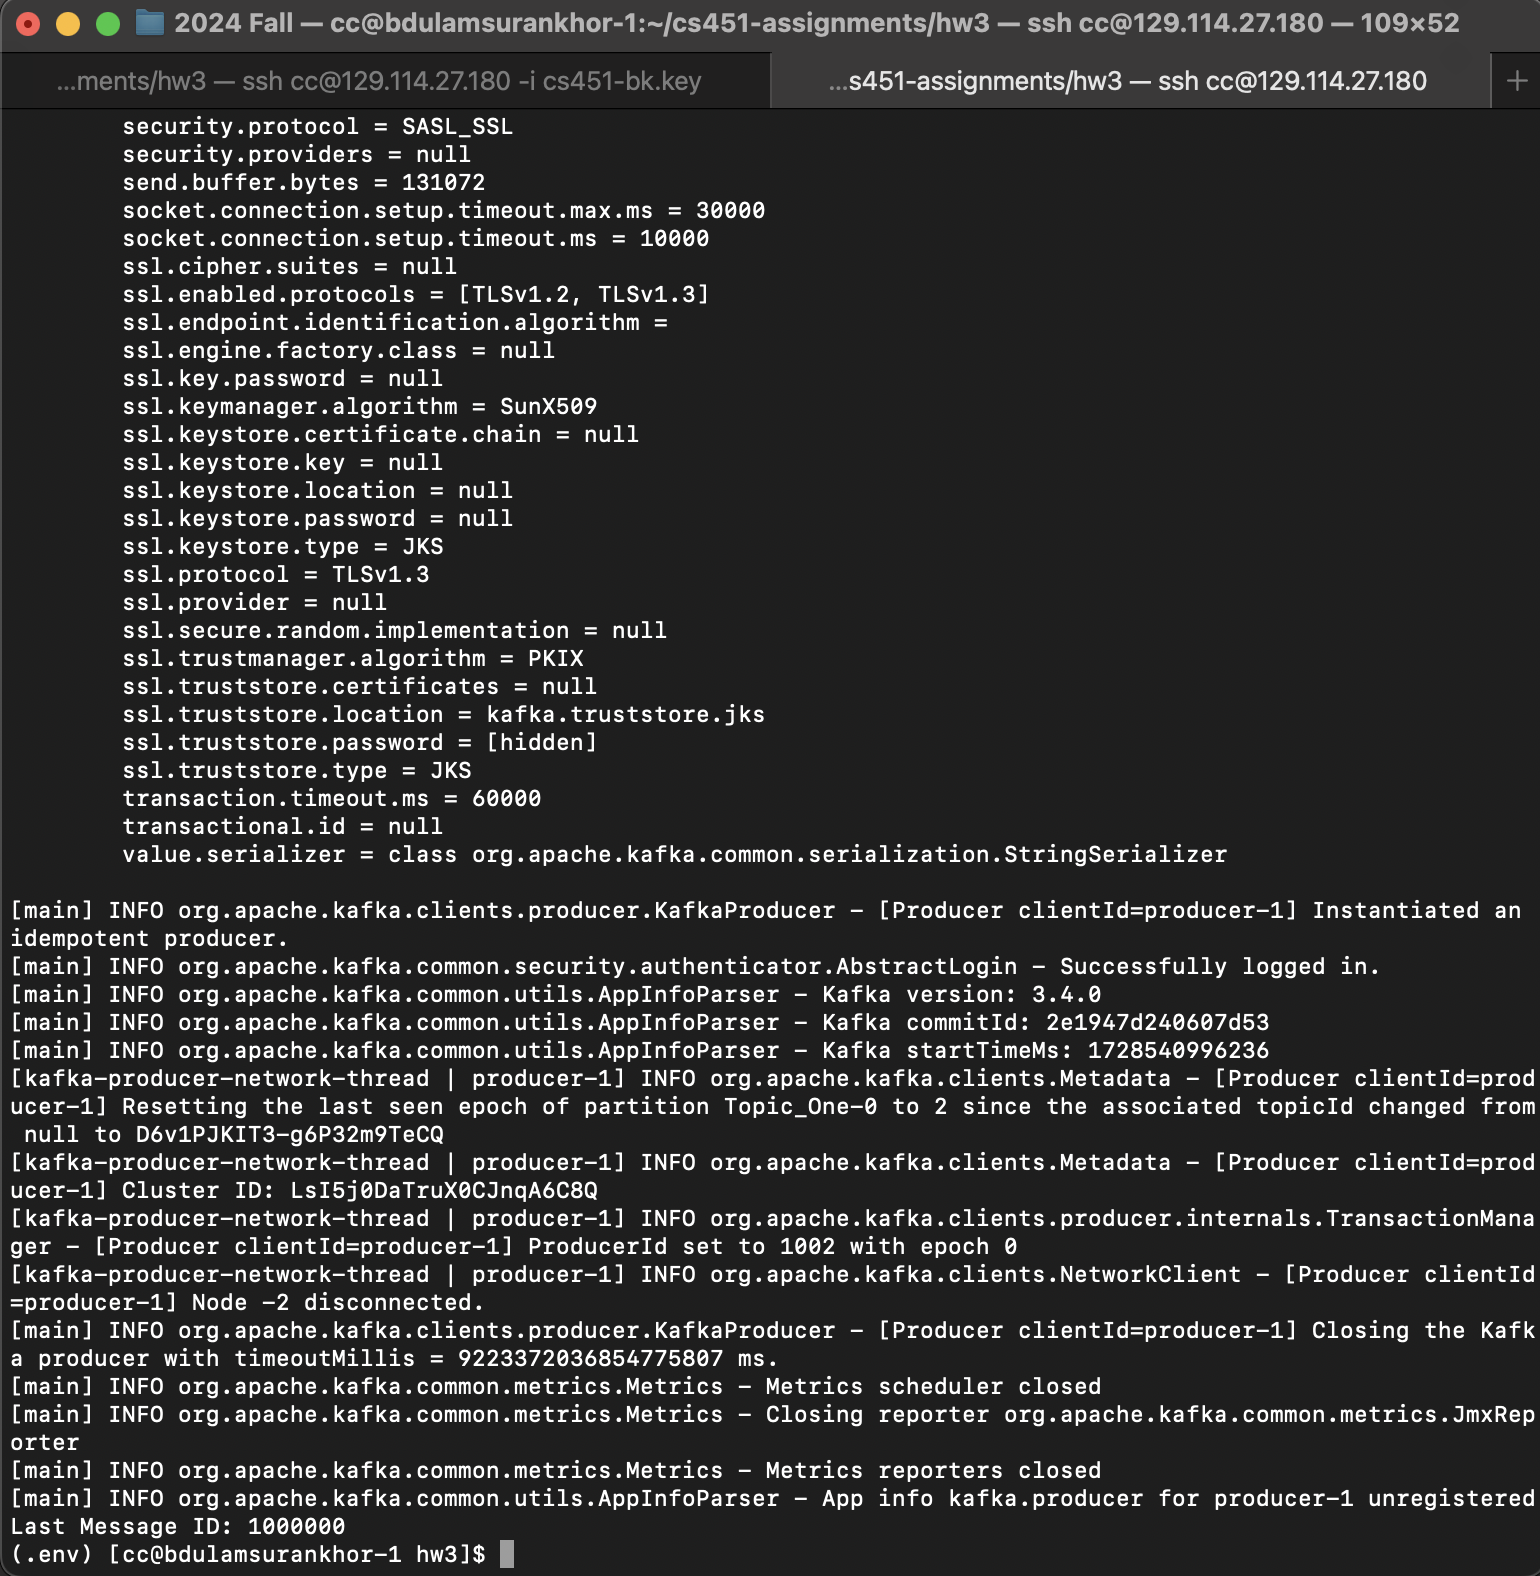 2024 Fall — cc@bdulamsurankhor-1:~/cs451-assignments/hw3 — ssh cc@129.114.27.180 — 109×52
...ments/hw3 — ssh cc@129.114.27.180 -i cs451-bk.key
...s451-assignments/hw3 — ssh cc@129.114.27.180
+
security.protocol = SASL_SSL
security.providers = null
send.buffer.bytes = 131072
socket.connection.setup.timeout.max.ms = 30000
socket.connection.setup.timeout.ms = 10000
ssl.cipher.suites = null
ssl.enabled.protocols = [TLSv1.2, TLSv1.3]
ssl.endpoint.identification.algorithm =
ssl.engine.factory.class = null
ssl.key.password = null
ssl.keymanager.algorithm = SunX509
ssl.keystore.certificate.chain = null
ssl.keystore.key = null
ssl.keystore.location = null
ssl.keystore.password = null
ssl.keystore.type = JKS
ssl.protocol = TLSv1.3
ssl.provider = null
ssl.secure.random.implementation = null
ssl.trustmanager.algorithm = PKIX
ssl.truststore.certificates = null
ssl.truststore.location = kafka.truststore.jks
ssl.truststore.password = [hidden]
ssl.truststore.type = JKS
transaction.timeout.ms = 60000
transactional.id = null
value.serializer = class org.apache.kafka.common.serialization.StringSerializer
[main] INFO org.apache.kafka.clients.producer.KafkaProducer - [Producer clientId=producer-1] Instantiated an
idempotent producer.
[main] INFO org.apache.kafka.common.security.authenticator.AbstractLogin - Successfully logged in.
[main] INFO org.apache.kafka.common.utils.AppInfoParser - Kafka version: 3.4.0
[main] INFO org.apache.kafka.common.utils.AppInfoParser - Kafka commitId: 2e1947d240607d53
[main] INFO org.apache.kafka.common.utils.AppInfoParser - Kafka startTimeMs: 1728540996236
[kafka-producer-network-thread | producer-1] INFO org.apache.kafka.clients.Metadata - [Producer clientId=prod
ucer-1] Resetting the last seen epoch of partition Topic_One-0 to 2 since the associated topicId changed from
 null to D6v1PJKIT3-g6P32m9TeCQ
[kafka-producer-network-thread | producer-1] INFO org.apache.kafka.clients.Metadata - [Producer clientId=prod
ucer-1] Cluster ID: LsI5j0DaTruX0CJnqA6C8Q
[kafka-producer-network-thread | producer-1] INFO org.apache.kafka.clients.producer.internals.TransactionMana
ger - [Producer clientId=producer-1] ProducerId set to 1002 with epoch 0
[kafka-producer-network-thread | producer-1] INFO org.apache.kafka.clients.NetworkClient - [Producer clientId
=producer-1] Node -2 disconnected.
[main] INFO org.apache.kafka.clients.producer.KafkaProducer - [Producer clientId=producer-1] Closing the Kafk
a producer with timeoutMillis = 9223372036854775807 ms.
[main] INFO org.apache.kafka.common.metrics.Metrics - Metrics scheduler closed
[main] INFO org.apache.kafka.common.metrics.Metrics - Closing reporter org.apache.kafka.common.metrics.JmxRep
orter
[main] INFO org.apache.kafka.common.metrics.Metrics - Metrics reporters closed
[main] INFO org.apache.kafka.common.utils.AppInfoParser - App info kafka.producer for producer-1 unregistered
Last Message ID: 1000000
(.env) [cc@bdulamsurankhor-1 hw3]$